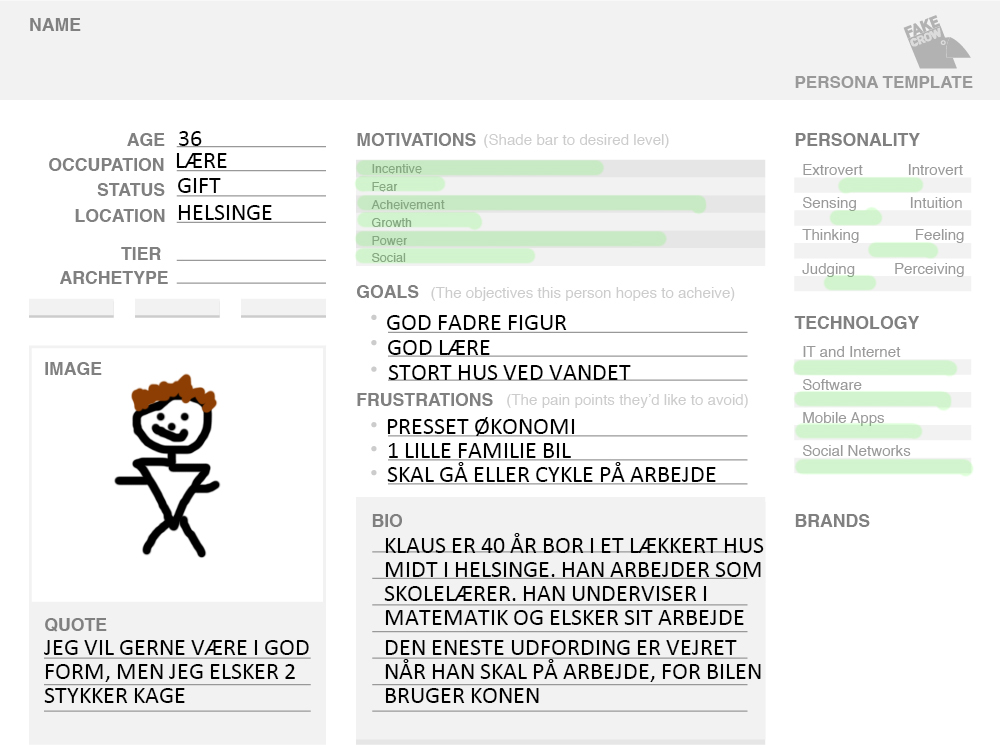 NAME
FAKE
CROW
PERSONA TEMPLATE
AGE 36
OCCUPATION LÆRE
STATUS GIFT
LOCATION HELSINGE
TIER
ARCHETYPE
IMAGE
QUOTE
JEG VIL GERNE VÆRE I GOD
FORM, MEN JEG ELSKER 2
STYKKER KAGE
MOTIVATIONS (Shade bar to desired level)
Incentive
Fear
Acheivement
Growth
Power
Social
GOALS (The objectives this person hopes to acheive)
• GOD FADRE FIGUR
• GOD LÆRE
• STORT HUS VED VANDET
FRUSTRATIONS (The pain points they'd like to avoid)
• PRESSET ØKONOMI
• 1 LILLE FAMILIE BIL
• SKAL GÅ ELLER CYKLE PÅ ARBEJDE
BIO
KLAUS ER 40 ÅR BOR I ET LÆKKERT HUS
MIDT I HELSINGE. HAN ARBEJDER SOM
SKOLELÆRER. HAN UNDERVISER I
MATEMATIK OG ELSKER SIT ARBEJDE
DEN ENESTE UDFORDING ER VEJRET
NÅR HAN SKAL PÅ ARBEJDE, FOR BILEN
BRUGER KONEN
PERSONALITY
Extrovert Introvert
Sensing Intuition
Thinking Feeling
Judging Perceiving
TECHNOLOGY
IT and Internet
Software
Mobile Apps
Social Networks
BRANDS